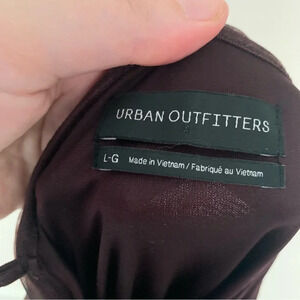 URBAN OUTFITTERS
L-G Made in Vietnam / Fabriqué au Vietnam